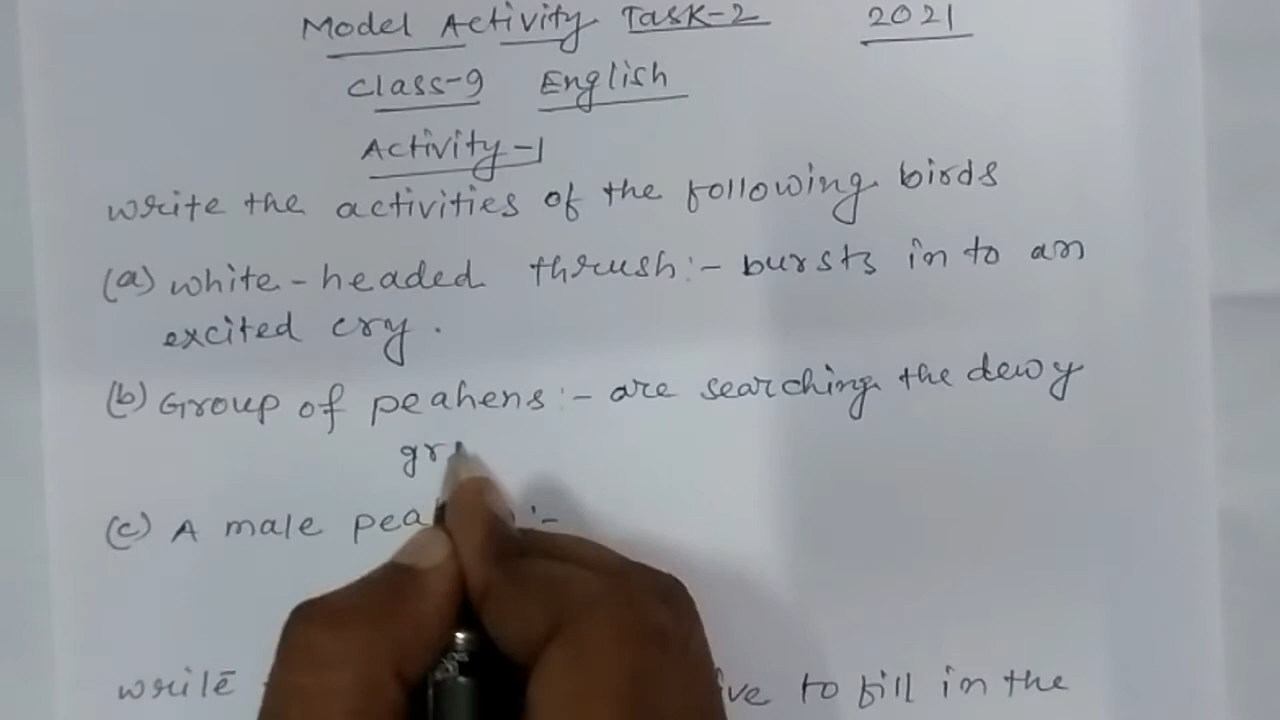 Model Activity Task-2 2021
Class-9 English
Activity-1
write the activities of the following birds
(a) white-headed thrush:- bursts in to an
excited cry.
(b) Group of peahens:- are searching the dewy
(c) A male
write to fill in the